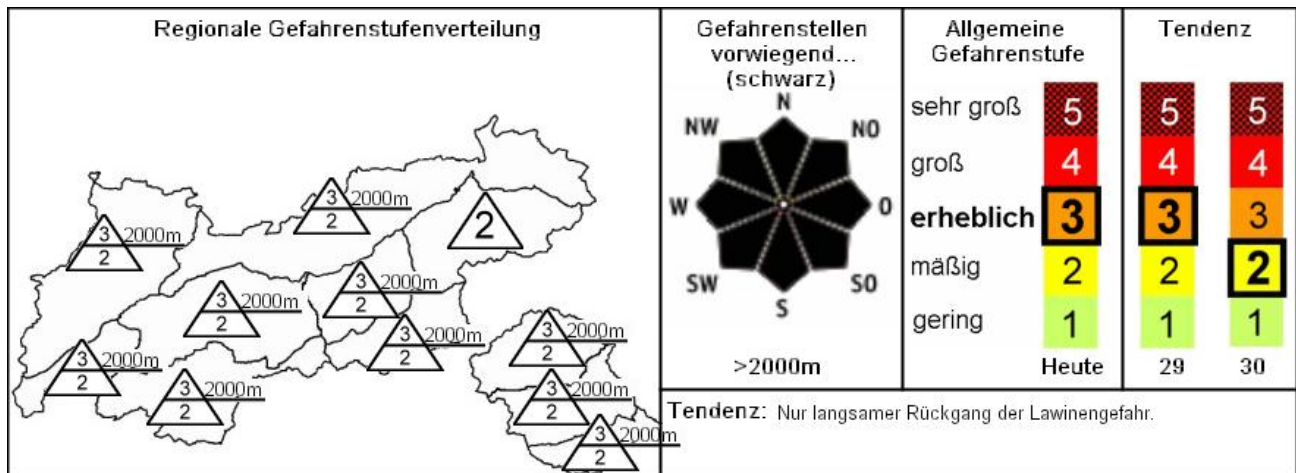 Regionale Gefahrenstufenverteilung
3 2000m
2
2
3 2000m
2
3 2000m
2
3 2000m
2
3 2000m
2
3 2000m
2
3 2000m
2
3 2000m
2
3 2000m
2
3 2000m
2
Gefahrenstellen
vorwiegend...
(schwarz)
N
NW NO
W O
SW SO
S
>2000m
Allgemeine
Gefahrenstufe
sehr groß 5
groß 4
erheblich 3
mäßig 2
gering 1
Heute
Tendenz
5 5
4 4
3 3
2 2
1 1
29 30
Tendenz: Nur langsamer Rückgang der Lawinengefahr.